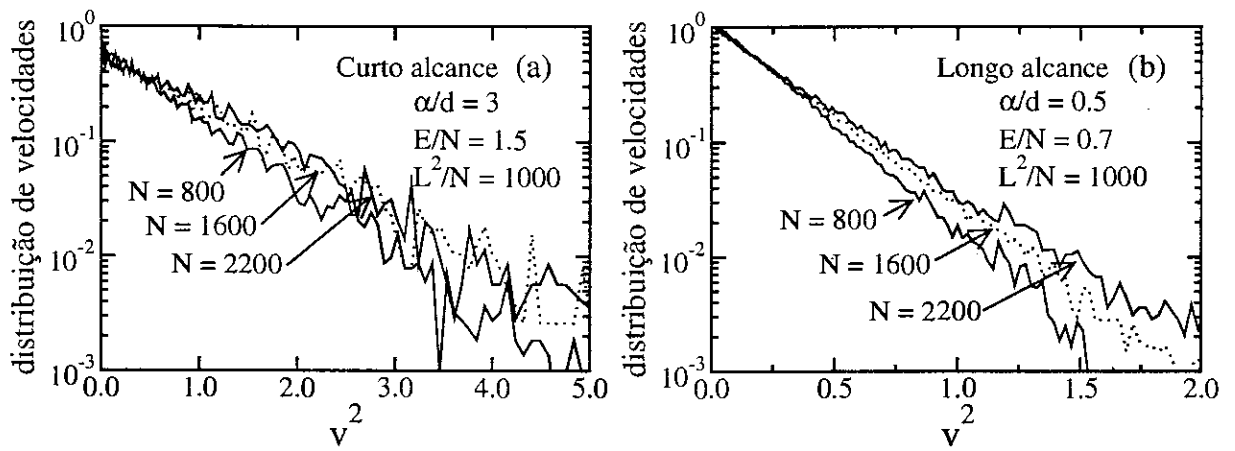 distribuição de velocidades
10^0
10^-1
10^-2
10^-3
Curto alcance (a)
α/d = 3
E/N = 1.5
L^2/N = 1000
N = 800
N = 1600
N = 2200
0.0 1.0 2.0 3.0 4.0 5.0
v^2
distribuição de velocidades
10^0
10^-1
10^-2
10^-3
Longo alcance (b)
α/d = 0.5
E/N = 0.7
L^2/N = 1000
N = 800
N = 1600
N = 2200
0.0 0.5 1.0 1.5 2.0
v^2